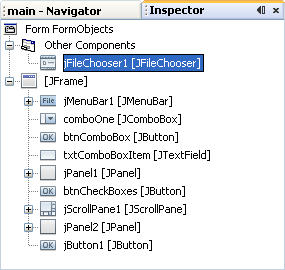 main - Navigator Inspector
Form FormObjects
Other Components
jFileChooser1 [JFileChooser]
[JFrame]
File jMenuBar1 [JMenuBar]
comboOne [JComboBox]
OK btnComboBox [JButton]
txtComboBoxItem [JTextField]
jPanel1 [JPanel]
OK btnCheckBoxes [JButton]
jScrollPane1 [JScrollPane]
jPanel2 [JPanel]
OK jButton1 [JButton]